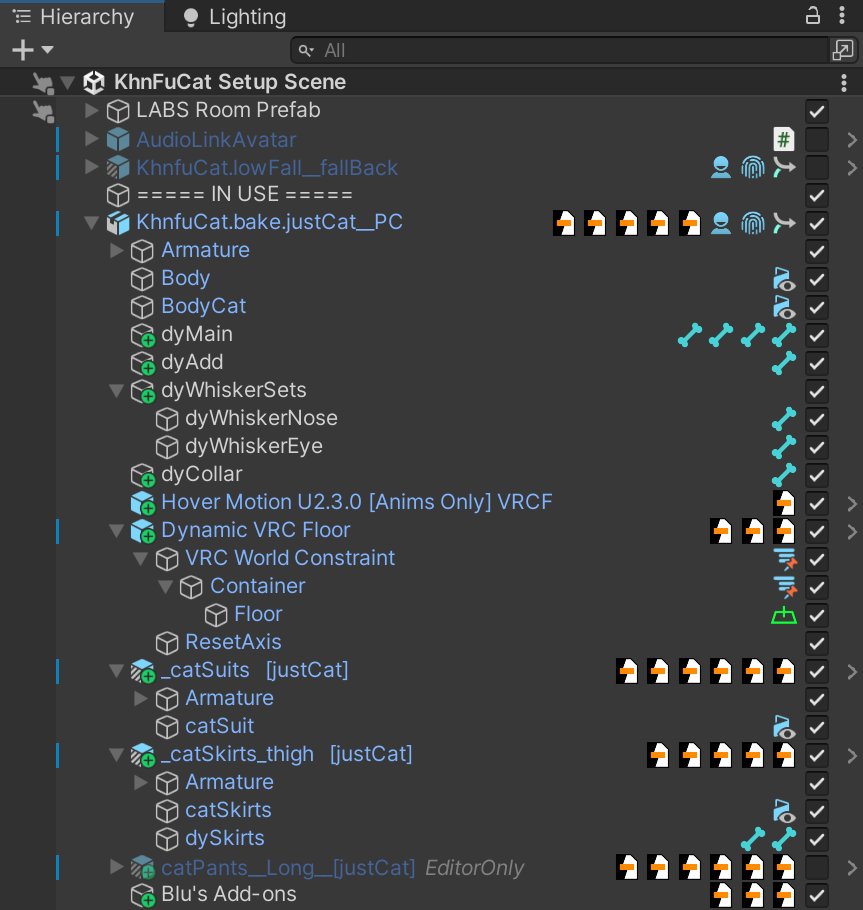 Hierarchy Lighting
All
KhnFuCat Setup Scene
LABS Room Prefab
AudioLinkAvatar #
KhnfuCat.lowFall__fallBack
===== IN USE =====
KhnfuCat.bake.justCat__PC
Armature
Body
BodyCat
dyMain
dyAdd
dyWhiskerSets
dyWhiskerNose
dyWhiskerEye
dyCollar
Hover Motion U2.3.0 [Anims Only] VRCF
Dynamic VRC Floor
VRC World Constraint
Container
Floor
ResetAxis
_catSuits [justCat]
Armature
catSuit
_catSkirts_thigh [justCat]
Armature
catSkirts
dySkirts
catPants__Long__[justCat] EditorOnly
Blu's Add-ons